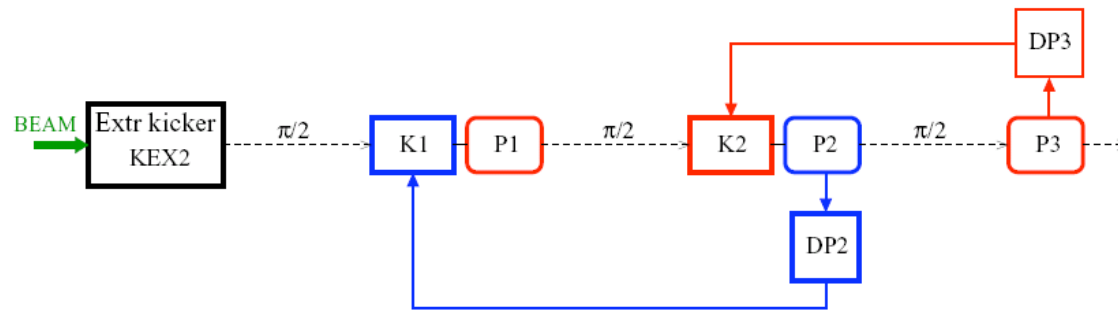 DP3
BEAM
Extr kicker
KEX2
π/2
K1
P1
π/2
K2
P2
π/2
P3
DP2